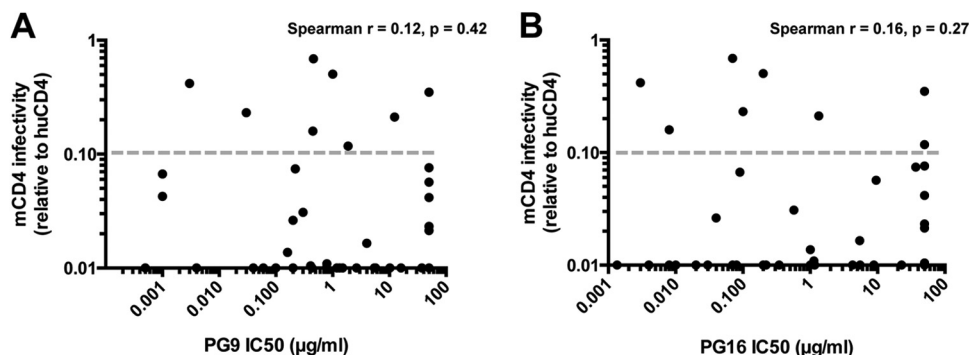 A
Spearman r = 0.12, p = 0.42
mCD4 infectivity
(relative to huCD4)
1
0.10
0.01
0.001
0.010
0.100
1
10
100
PG9 IC50 (µg/ml)
B
Spearman r = 0.16, p = 0.27
mCD4 infectivity
(relative to huCD4)
1
0.10
0.01
0.001
0.010
0.100
1
10
100
PG16 IC50 (µg/ml)